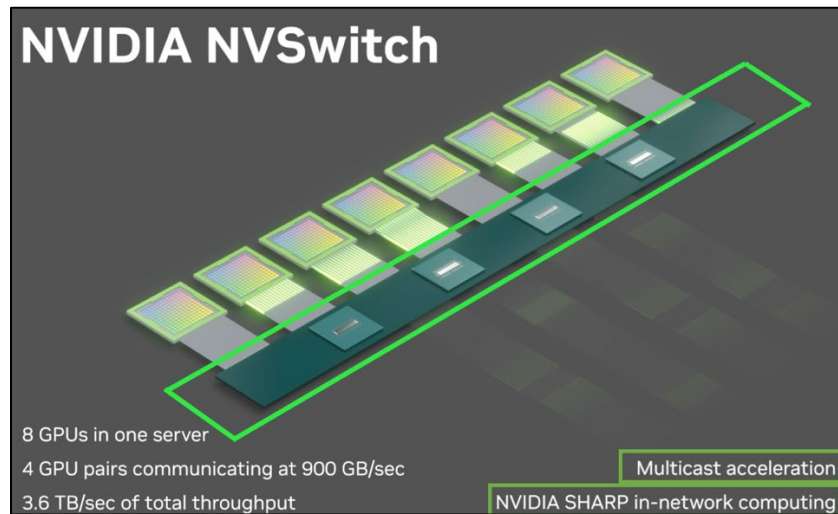 NVIDIA NVSwitch
8 GPUs in one server
4 GPU pairs communicating at 900 GB/sec
3.6 TB/sec of total throughput
Multicast acceleration
NVIDIA SHARP in-network computing